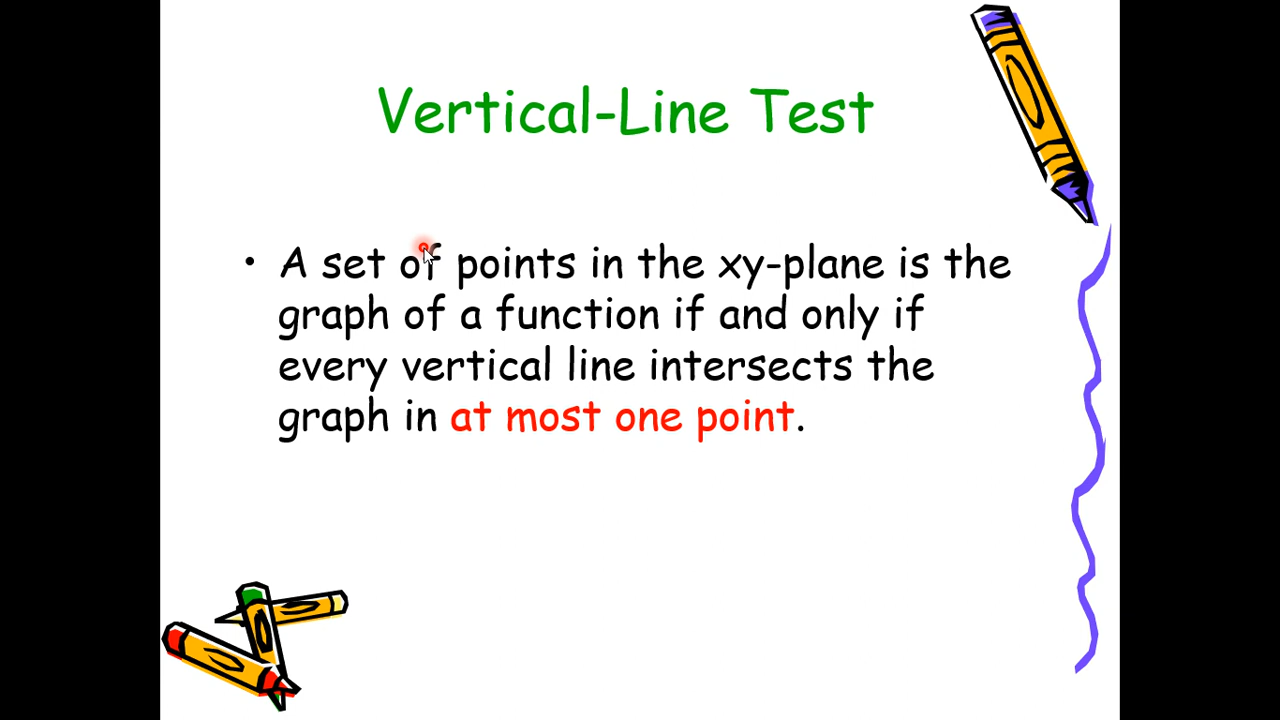 Vertical-Line Test
• A set of points in the xy-plane is the
graph of a function if and only if
every vertical line intersects the
graph in at most one point.